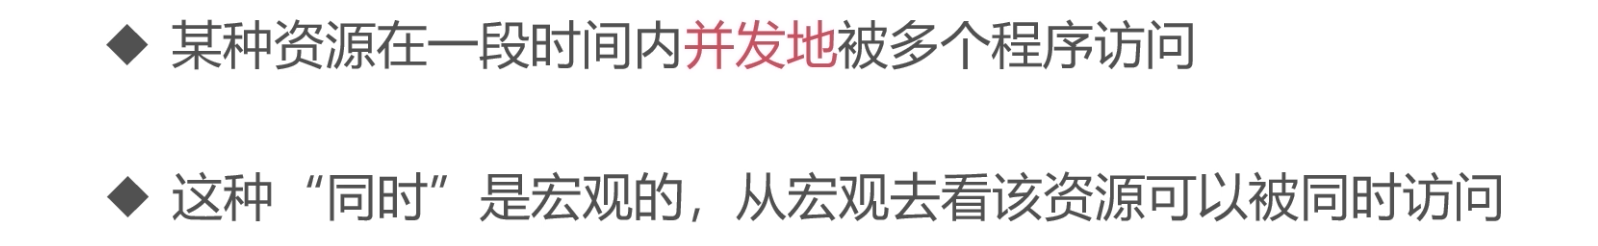 ◆ 某种资源在一段时间内并发地被多个程序访问
◆ 这种“同时”是宏观的，从宏观去看该资源可以被同时访问